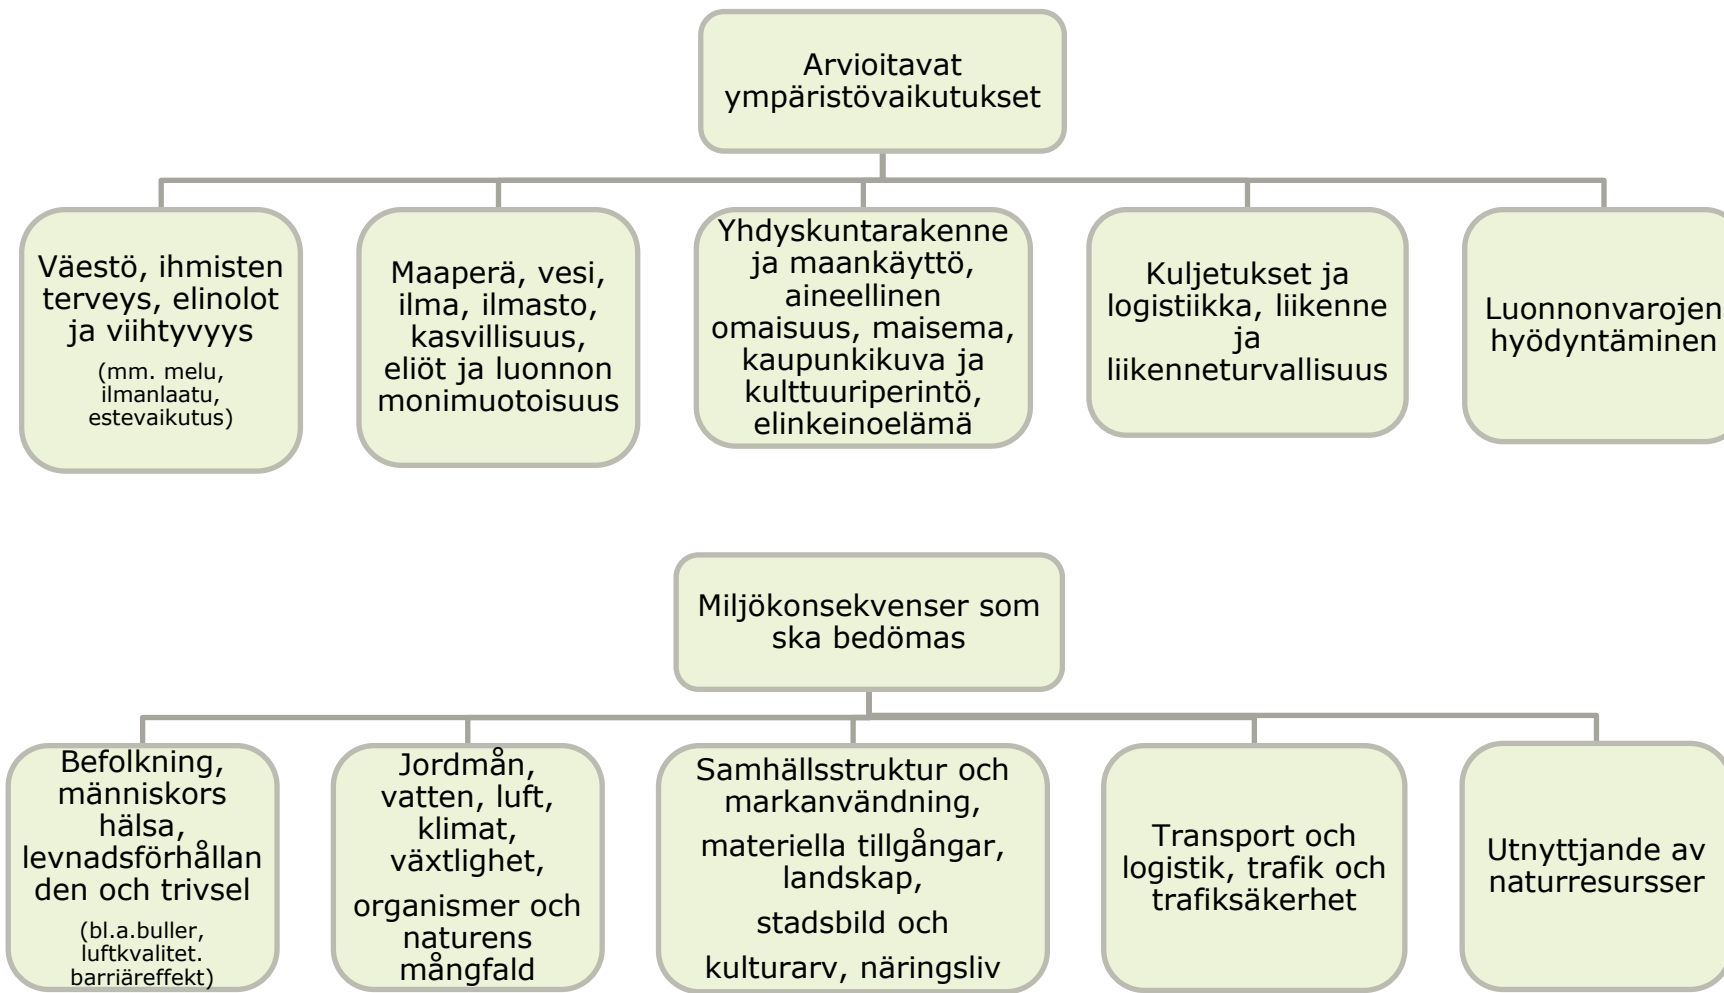 Arvioitavat
ympäristövaikutukset
Väestö, ihmisten
terveys, elinolot
ja viihtyvyys
(mm. melu,
ilmanlaatu,
estevaikutus)
Maaperä, vesi,
ilma, ilmasto,
kasvillisuus,
eliöt ja luonnon
monimuotoisuus
Yhdyskuntarakenne
ja maankäyttö,
aineellinen
omaisuus, maisema,
kaupunkikuva ja
kulttuuriperintö,
elinkeinoelämä
Kuljetukset ja
logistiikka, liikenne
ja
liikenneturvallisuus
Luonnonvarojen
hyödyntäminen
Miljökonsekvenser som
ska bedömas
Befolkning,
människors
hälsa,
levnadsförhållan
den och trivsel
(bl.a.buller,
luftkvalitet.
barriäreffekt)
Jordmån,
vatten, luft,
klimat,
växtlighet,
organismer och
naturens
mångfald
Samhällsstruktur och
markanvändning,
materiella tillgångar,
landskap,
stadsbild och
kulturarv, näringsliv
Transport och
logistik, trafik och
trafiksäkerhet
Utnyttjande av
naturresursser